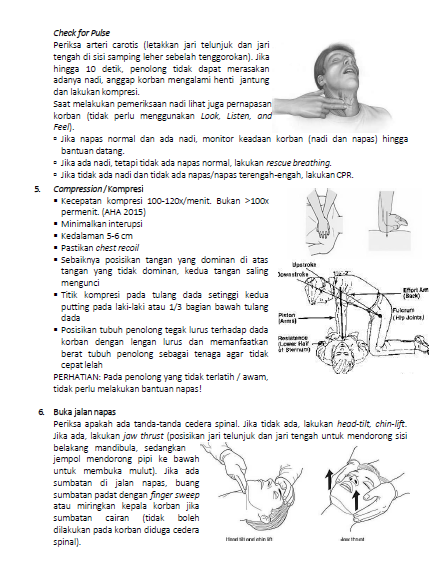 Check for Pulse
Periksa arteri carotis (letakkan jari telunjuk dan jari
tengah di sisi samping leher sebelah tenggorokan). Jika
hingga 10 detik, penolong tidak dapat merasakan
adanya nadi, anggap korban mengalami henti jantung
dan lakukan kompresi.
Saat melakukan pemeriksaan nadi lihat juga pernapasan
korban (tidak perlu menggunakan Look, Listen, and
Feel).
▫ Jika napas normal dan ada nadi, monitor keadaan korban (nadi dan napas) hingga
bantuan datang.
▫ Jika ada nadi, tetapi tidak ada napas normal, lakukan rescue breathing.
▫ Jika tidak ada nadi dan tidak ada napas/napas terengah-engah, lakukan CPR.
5. Compression / Kompresi
▪ Kecepatan kompresi 100-120x/menit. Bukan >100x
permenit. (AHA 2015)
▪ Minimalkan interupsi
▪ Kedalaman 5-6 cm
▪ Pastikan chest recoil
▪ Sebaiknya posisikan tangan yang dominan di atas
tangan yang tidak dominan, kedua tangan saling
mengunci
▪ Titik kompresi pada tulang dada setinggi kedua
putting pada laki-laki atau 1/3 bagian bawah tulang
dada
▪ Posisikan tubuh penolong tegak lurus terhadap dada
korban dengan lengan lurus dan memanfaatkan
berat tubuh penolong sebagai tenaga agar tidak
cepat lelah
PERHATIAN: Pada penolong yang tidak terlatih / awam,
tidak perlu melakukan bantuan napas!
Upstroke
Downstroke
Effort Arm
(Back)
Piston
(Arms)
Fulcrum
(Hip Joints)
Resistance
(Lower Half
of Sternum)
6. Buka jalan napas
Periksa apakah ada tanda-tanda cedera spinal. Jika tidak ada, lakukan head-tilt, chin-lift.
Jika ada, lakukan jaw thrust (posisikan jari telunjuk dan jari tengah untuk mendorong sisi
belakang mandibula, sedangkan
jempol mendorong pipi ke bawah
untuk membuka mulut). Jika ada
sumbatan di jalan napas, buang
sumbatan padat dengan finger sweep
atau miringkan kepala korban jika
sumbatan cairan (tidak boleh
dilakukan pada korban diduga cedera
spinal).
Head tilt and chin lift
Jaw thrust